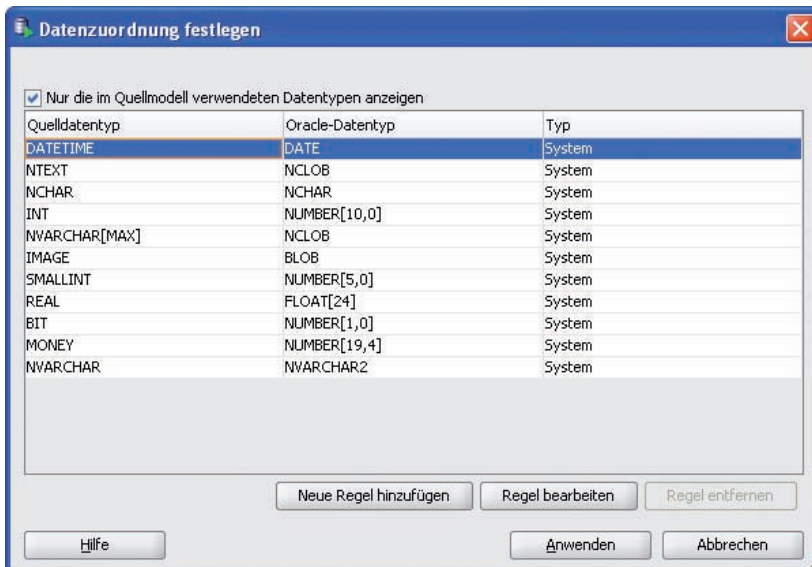 Datenzuordnung festlegen
Nur die im Quellmodell verwendeten Datentypen anzeigen
Quelldatentyp Oracle-Datentyp Typ
DATETIME DATE System
NTEXT NCLOB System
NCHAR NCHAR System
INT NUMBER[10,0] System
NVARCHAR[MAX] NCLOB System
IMAGE BLOB System
SMALLINT NUMBER[5,0] System
REAL FLOAT[24] System
BIT NUMBER[1,0] System
MONEY NUMBER[19,4] System
NVARCHAR NVARCHAR2 System
Neue Regel hinzufügen Regel bearbeiten Regel entfernen
Hilfe Anwenden Abbrechen